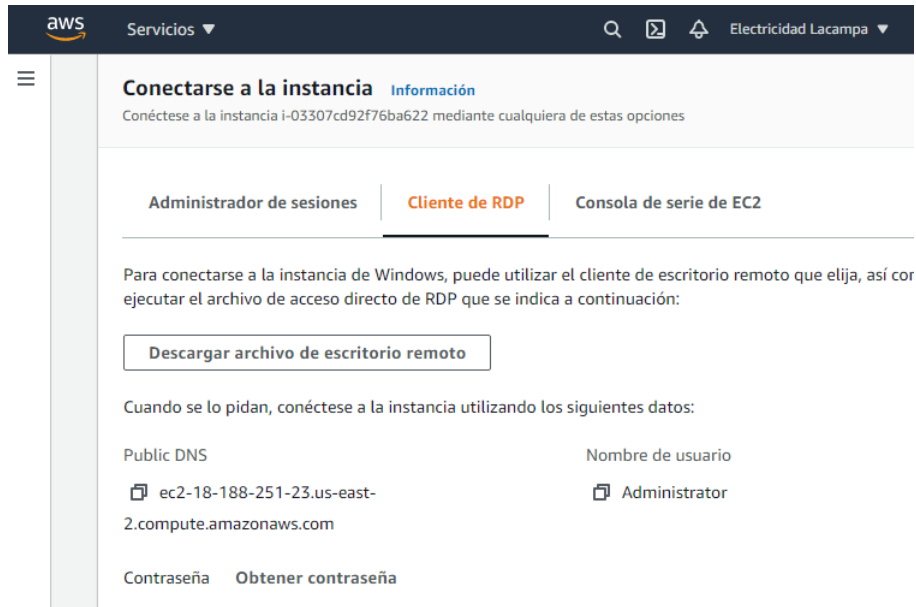 aws Servicios ▼ Electricidad Lacampa ▼
Conectarse a la instancia Información
Conéctese a la instancia i-03307cd92f76ba622 mediante cualquiera de estas opciones
Administrador de sesiones Cliente de RDP Consola de serie de EC2
Para conectarse a la instancia de Windows, puede utilizar el cliente de escritorio remoto que elija, así cor
ejecutar el archivo de acceso directo de RDP que se indica a continuación:
Descargar archivo de escritorio remoto
Cuando se lo pidan, conéctese a la instancia utilizando los siguientes datos:
Public DNS Nombre de usuario
ec2-18-188-251-23.us-east- Administrator
2.compute.amazonaws.com
Contraseña Obtener contraseña